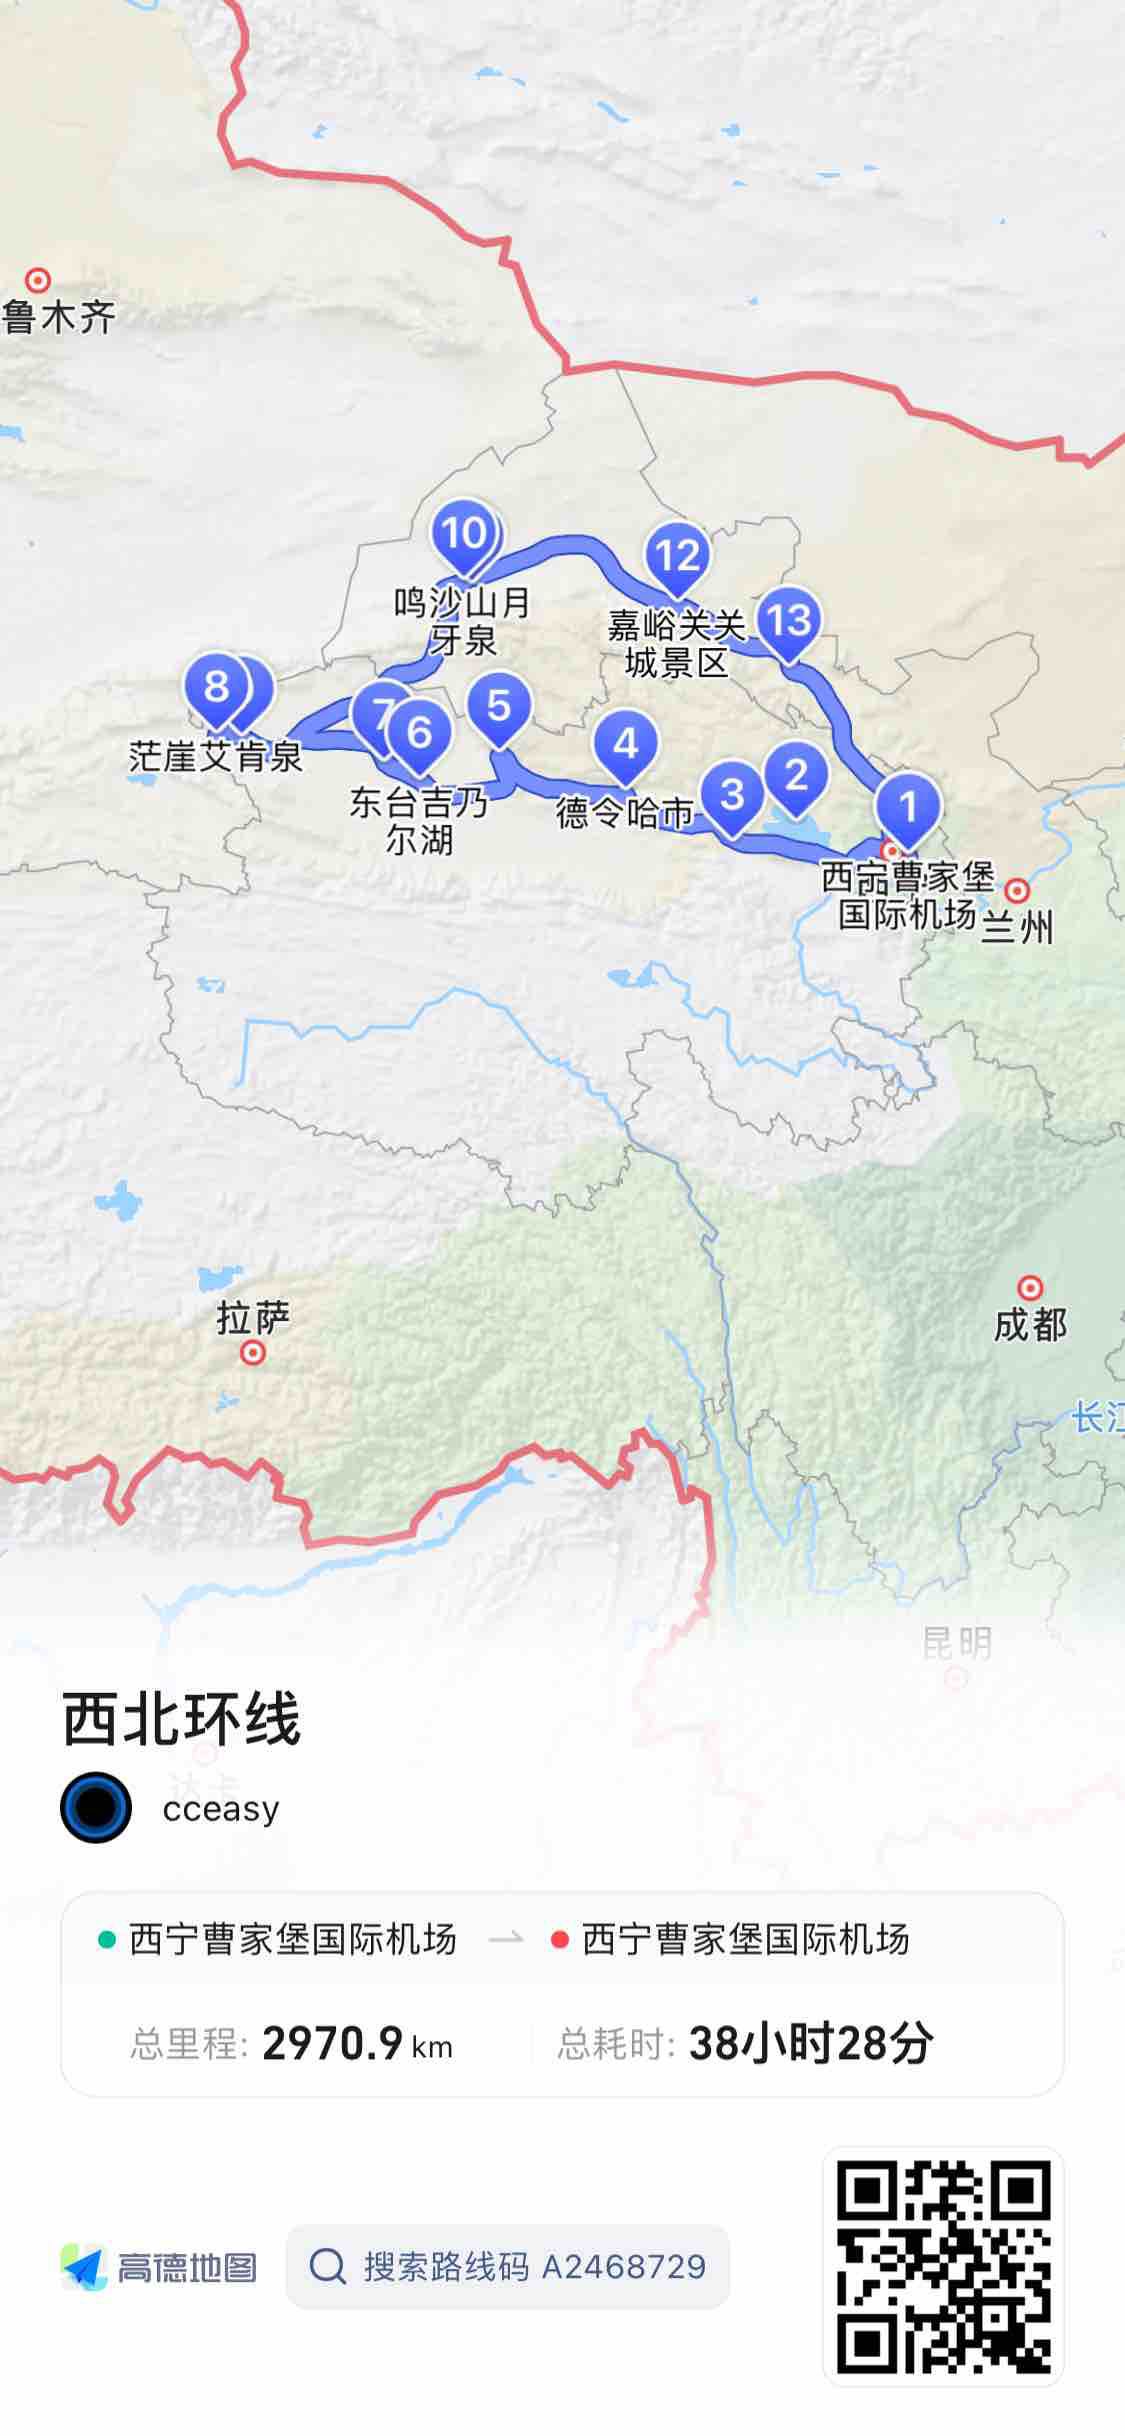 鲁木齐
10
鸣沙山月
牙泉
12
嘉峪关关
城景区
13
8
茫崖艾肯泉
7
6
东台吉乃
尔湖
5
4
德令哈市
3
2
1
西宁曹家堡
国际机场
兰州
拉萨
成都
长江
昆明
达卡
西北环线
cceasy
西宁曹家堡国际机场 → 西宁曹家堡国际机场
总里程: 2970.9 km
总耗时: 38小时28分
高德地图
搜索路线码 A2468729